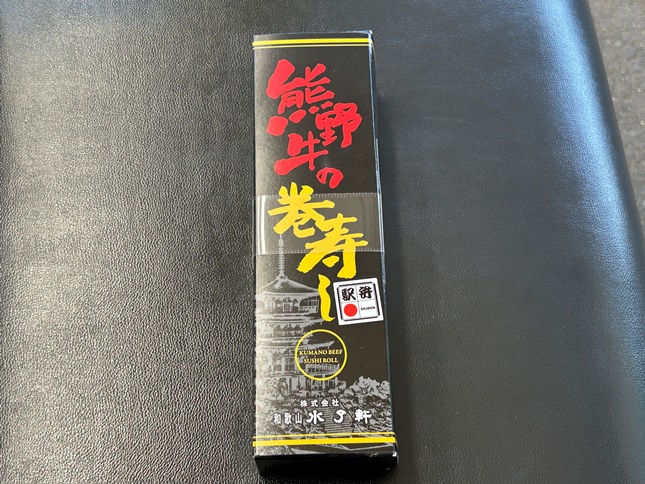 熊野牛の
巻寿し
駅弁
EKIBEN
KUMANO BEEF
SUSHI ROLL
株式会社
和歌山 水了軒